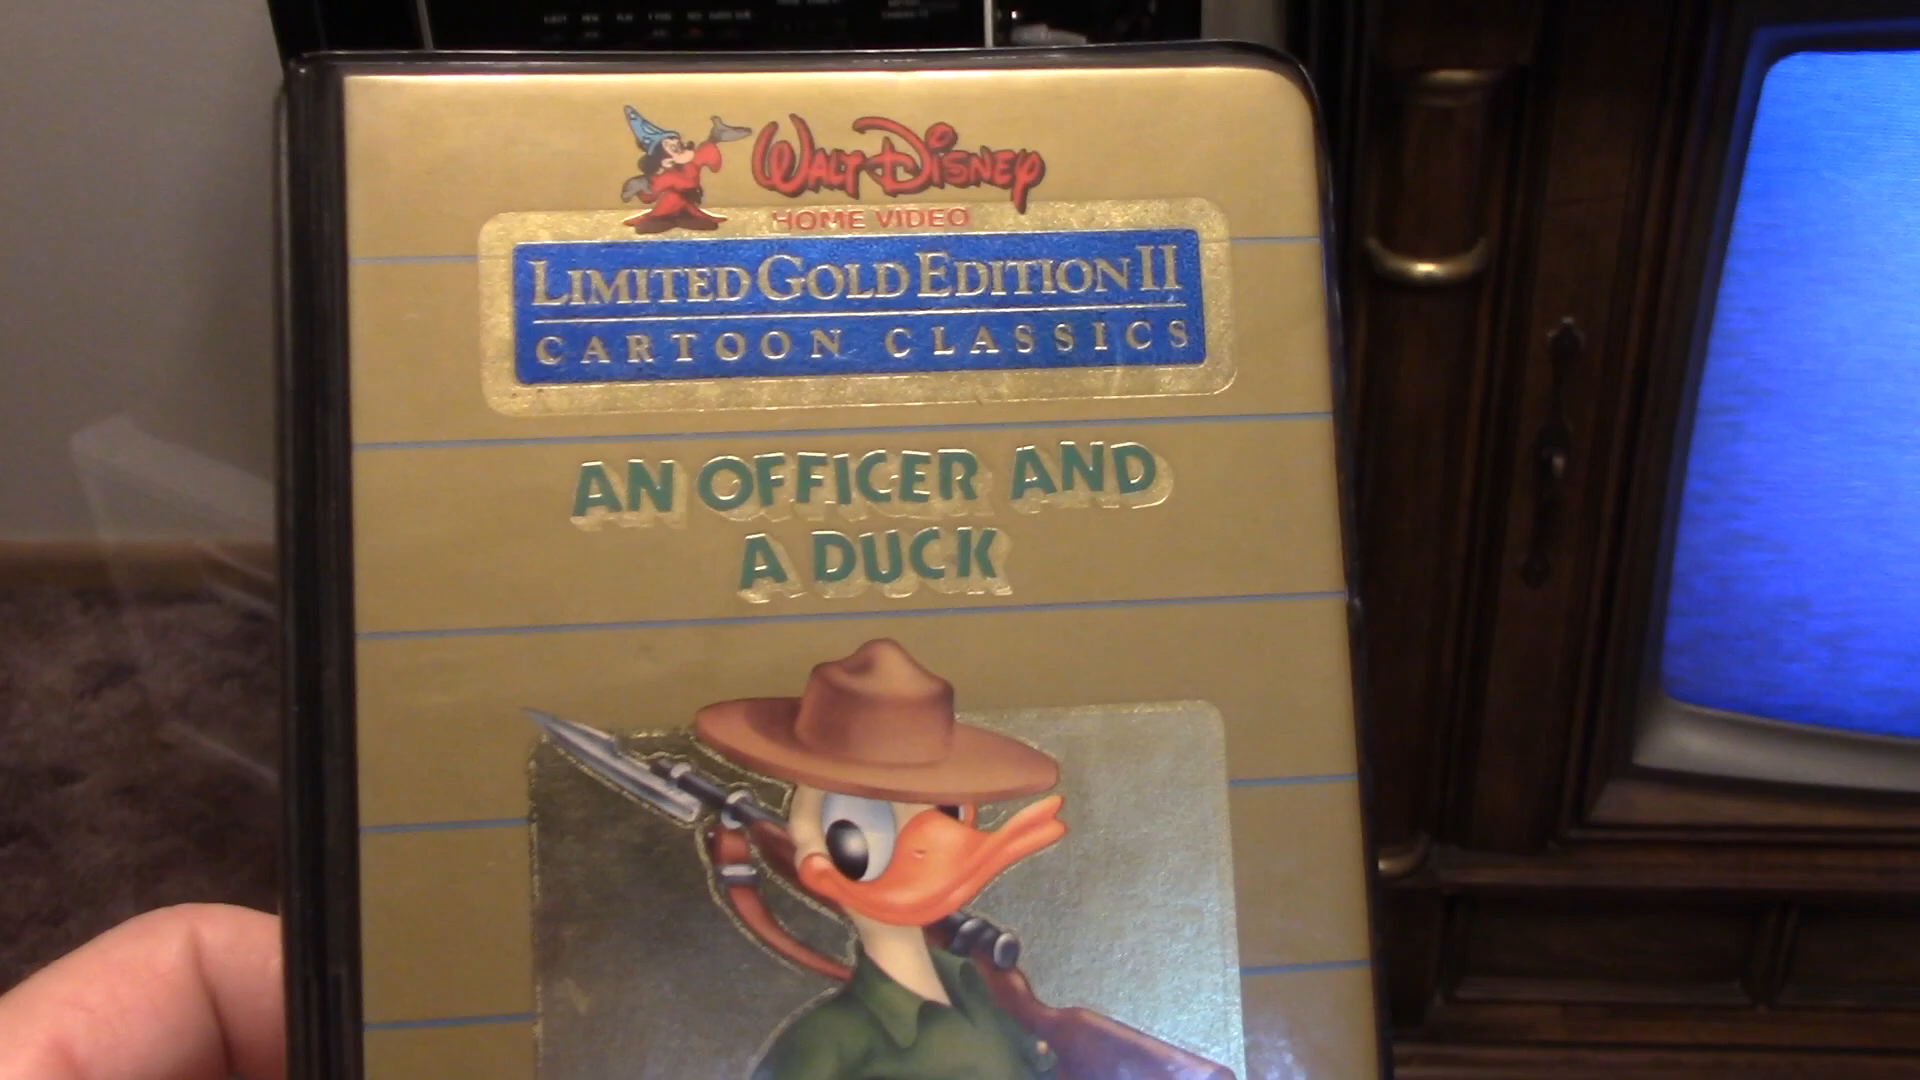 WALT DISNEY
HOME VIDEO
LIMITED GOLD EDITION II
CARTOON CLASSICS
AN OFFICER AND
A DUCK